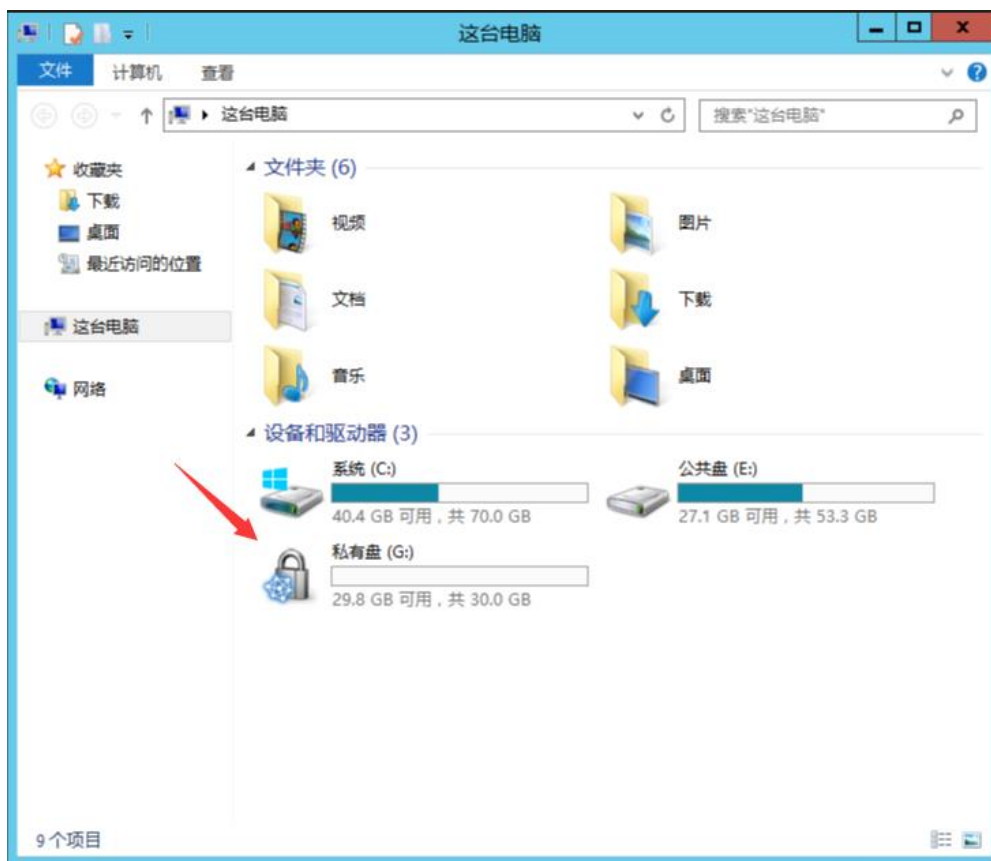 这台电脑
文件 计算机 查看
这台电脑 搜索"这台电脑"
收藏夹
下载
桌面
最近访问的位置
这台电脑
网络
文件夹 (6)
视频 图片
文档 下载
音乐 桌面
设备和驱动器 (3)
系统 (C:) 公共盘 (E:)
40.4 GB 可用，共 70.0 GB 27.1 GB 可用，共 53.3 GB
私有盘 (G:)
29.8 GB 可用，共 30.0 GB
9 个项目